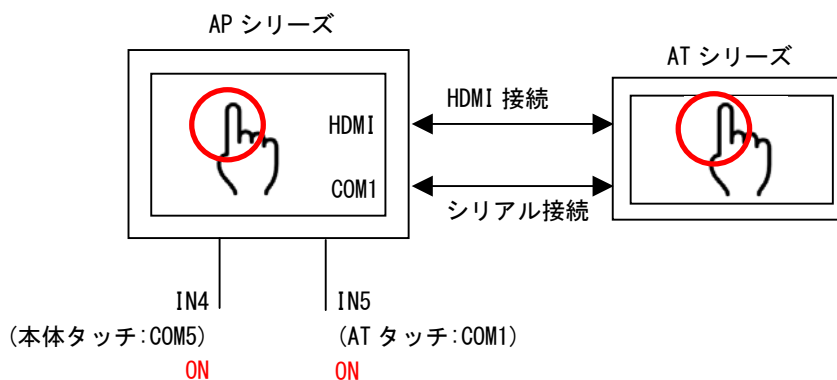 AP シリーズ
AT シリーズ
HDMI 接続
HDMI
COM1
シリアル接続
IN4
IN5
(本体タッチ:COM5)
(AT タッチ:COM1)
ON
ON